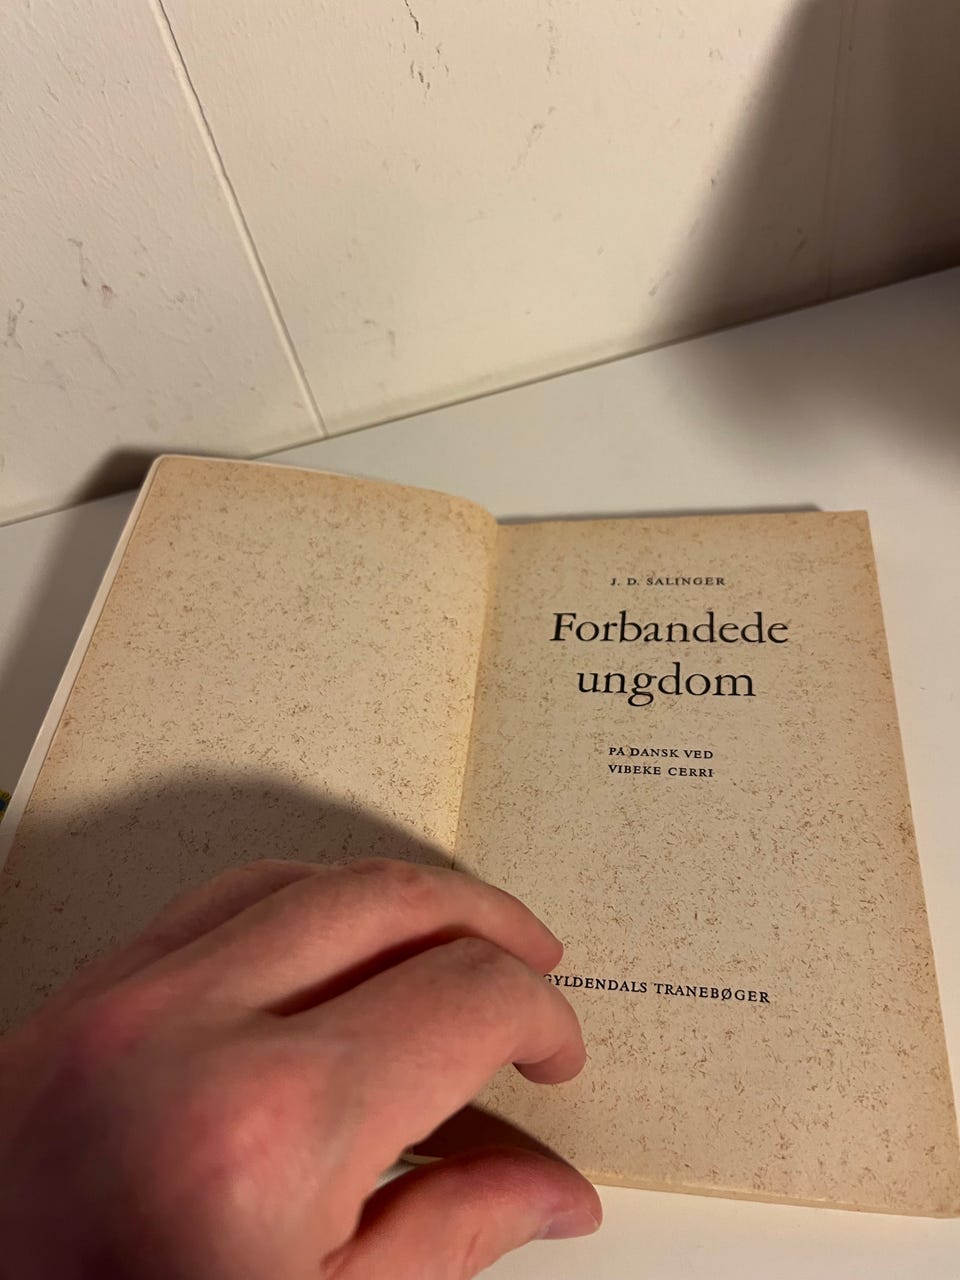 J. D. SALINGER
Forbandede
ungdom
PÅ DANSK VED
VIBEKE CERRI
GYLDENDALS TRANEBØGER